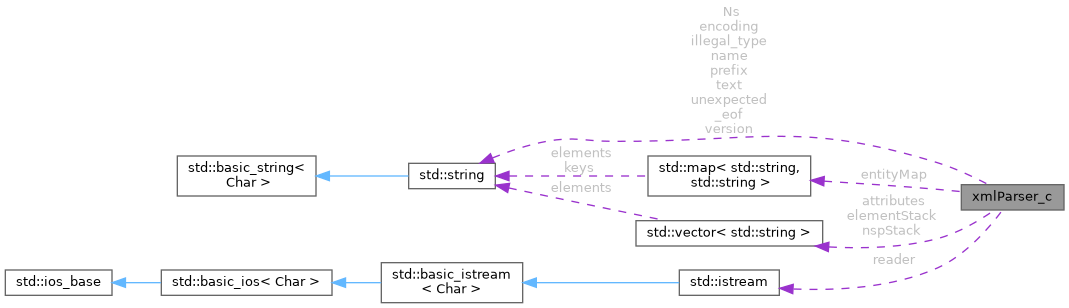 Ns
encoding
illegal_type
name
prefix
text
unexpected
_eof
version
std::basic_string<
Char >
std::string
elements
keys
elements
std::map< std::string,
std::string >
entityMap
xmlParser_c
attributes
elementStack
nspStack
std::vector< std::string >
reader
std::ios_base
std::basic_ios< Char >
std::basic_istream
< Char >
std::istream